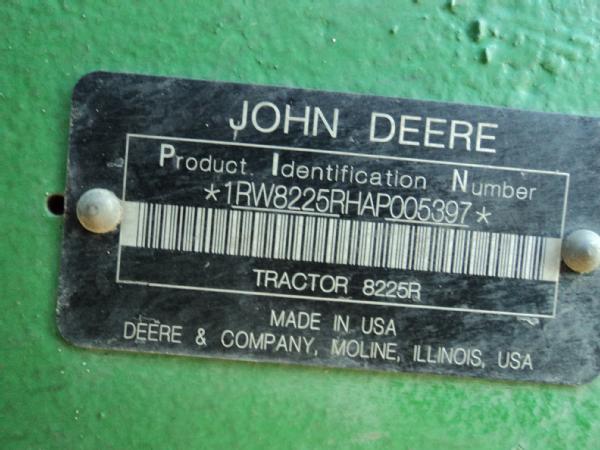 JOHN DEERE
Product Identification Number
*1RW8225RHAP005397*
TRACTOR 8225R
MADE IN USA
DEERE & COMPANY, MOLINE, ILLINOIS, USA